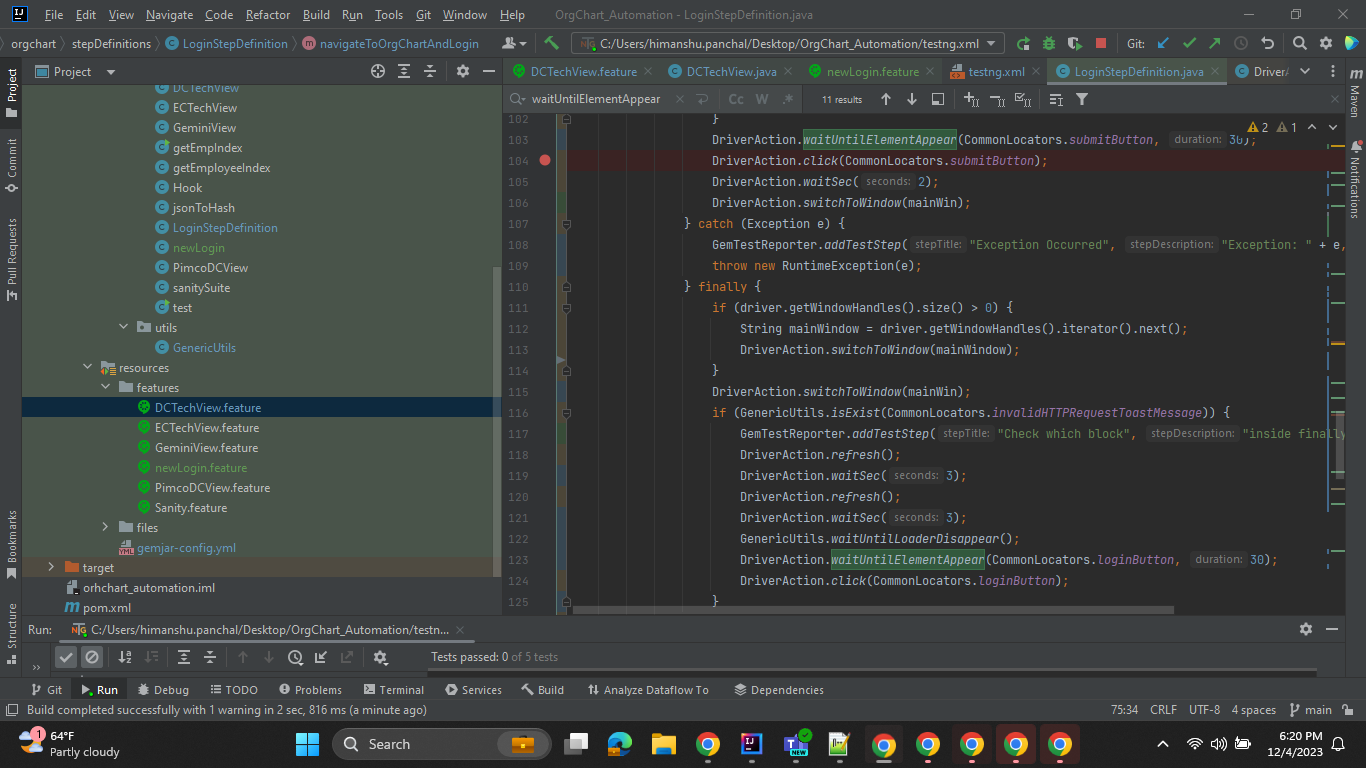 File Edit View Navigate Code Refactor Build Run Tools Git Window Help OrgChart_Automation - LoginStepDefinition.java
orgchart stepDefinitions LoginStepDefinition navigateToOrgChartAndLogin C:/Users/himanshu.panchal/Desktop/OrgChart_Automation/testng.xml Git:
Project
DCTechView.feature DCTechView.java newLogin.feature testng.xml LoginStepDefinition.java DriverA
waitUntilElementAppear Cc W .* 11 results
Project
Commit
Pull Requests
Bookmarks
Structure
DCTechView
ECTechView
GeminiView
getEmpIndex
getEmployeeIndex
Hook
jsonToHash
LoginStepDefinition
newLogin
PimcoDCView
sanitySuite
test
utils
GenericUtils
resources
features
DCTechView.feature
ECTechView.feature
GeminiView.feature
newLogin.feature
PimcoDCView.feature
Sanity.feature
files
gemjar-config.yml
target
orhchart_automation.iml
pom.xml
2 1
102 }
103 DriverAction.waitUntilElementAppear(CommonLocators.submitButton, duration: 30);
104 DriverAction.click(CommonLocators.submitButton);
105 DriverAction.waitSec( seconds: 2);
106 DriverAction.switchToWindow(mainWin);
107 } catch (Exception e) {
108 GemTestReporter.addTestStep( stepTitle: "Exception Occurred", stepDescription: "Exception: " + e,
109 throw new RuntimeException(e);
110 } finally {
111 if (driver.getWindowHandles().size() > 0) {
112 String mainWindow = driver.getWindowHandles().iterator().next();
113 DriverAction.switchToWindow(mainWindow);
114 }
115 DriverAction.switchToWindow(mainWin);
116 if (GenericUtils.isExist(CommonLocators.invalidHTTPRequestToastMessage)) {
117 GemTestReporter.addTestStep( stepTitle: "Check which block", stepDescription: "inside finally
118 DriverAction.refresh();
119 DriverAction.waitSec( seconds: 3);
120 DriverAction.refresh();
121 DriverAction.waitSec( seconds: 3);
122 GenericUtils.waitUntilLoaderDisappear();
123 DriverAction.waitUntilElementAppear(CommonLocators.loginButton, duration: 30);
124 DriverAction.click(CommonLocators.loginButton);
125 }
Maven
Notifications
Run: C:/Users/himanshu.panchal/Desktop/OrgChart_Automation/testn...
Tests passed: 0 of 5 tests
Git Run Debug TODO Problems Terminal Services Build Analyze Dataflow To Dependencies
Build completed successfully with 1 warning in 2 sec, 816 ms (a minute ago) 75:34 CRLF UTF-8 4 spaces main
1
64°F
Partly cloudy
Search
NEW
6:20 PM
12/4/2023